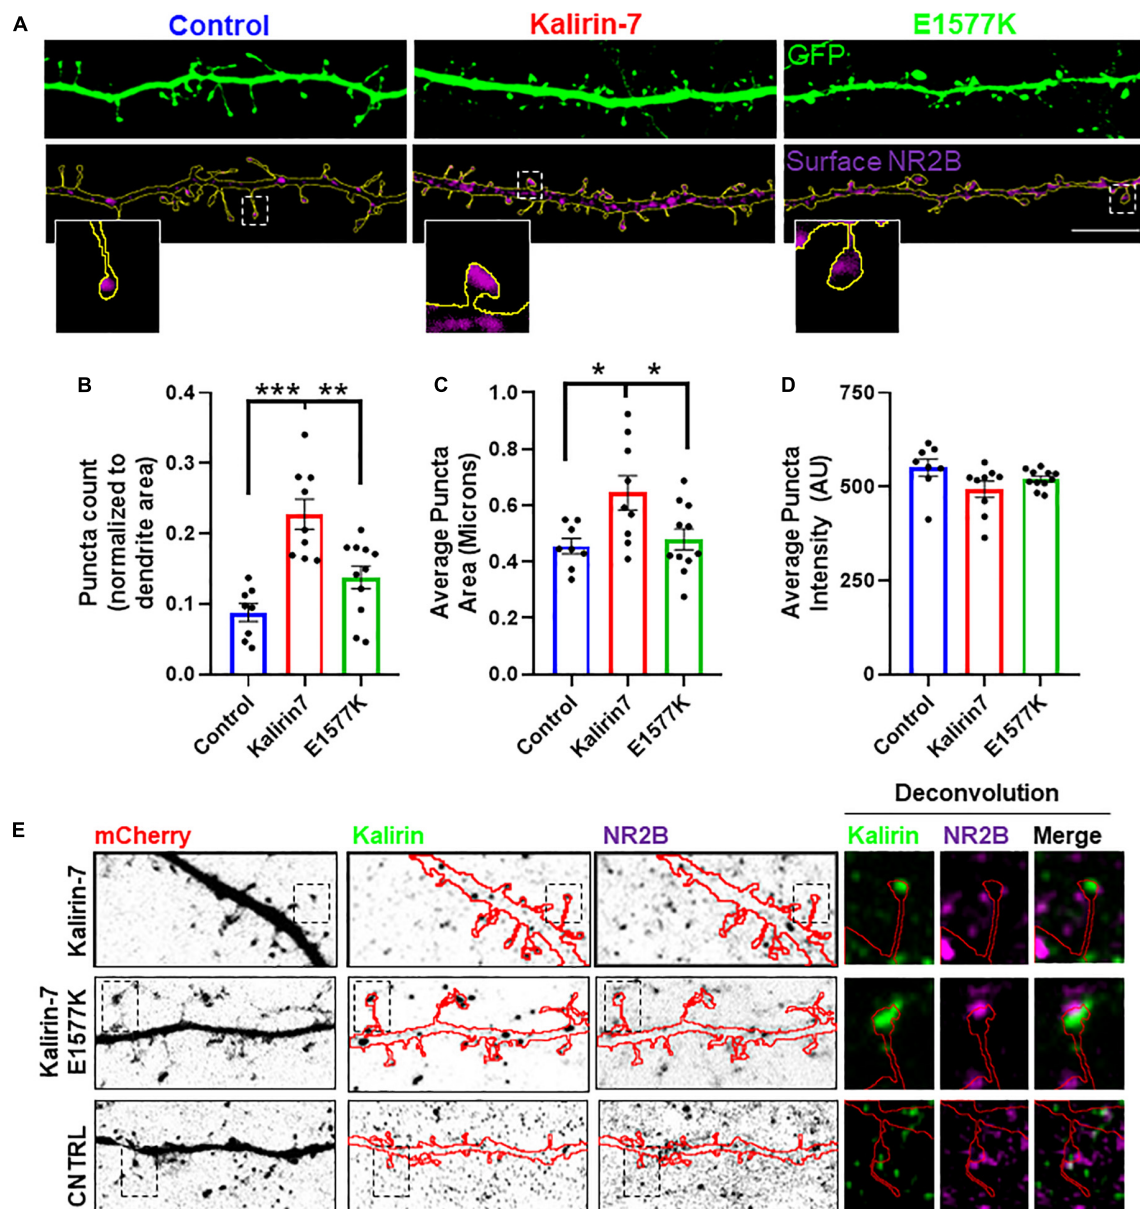 A
Control
Kalirin-7
E1577K
GFP
Surface NR2B
B
Puncta count
(normalized to
dendrite area)
0.4
0.3
0.2
0.1
0.0
***
**
Control
Kalirin7
E1577K
C
Average Puncta
Area (Microns)
1.0
0.8
0.6
0.4
0.2
0.0
*
*
Control
Kalirin7
E1577K
D
Average Puncta
Intensity (AU)
750
500
250
0
Control
Kalirin7
E1577K
Deconvolution
E
mCherry
Kalirin
NR2B
Kalirin
NR2B
Merge
Kalirin-7
Kalirin-7
E1577K
CNTRL